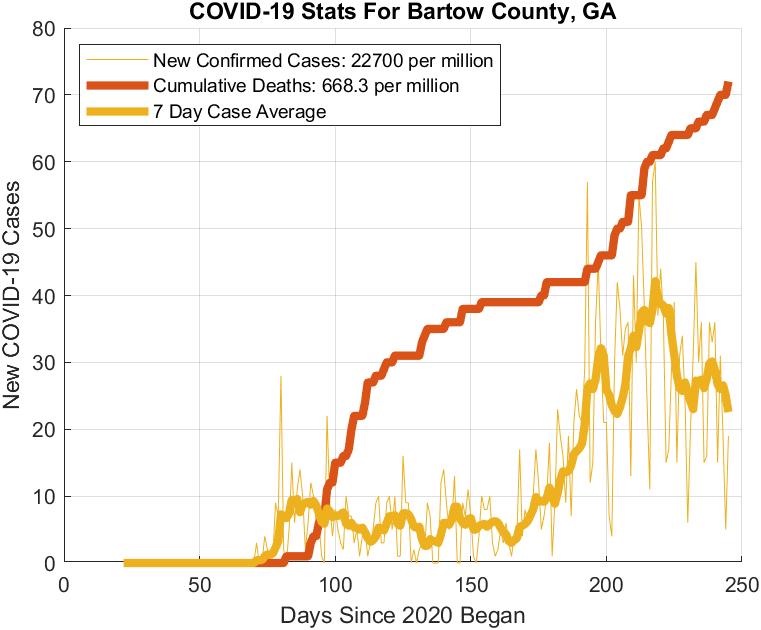 COVID-19 Stats For Bartow County, GA
New Confirmed Cases: 22700 per million
Cumulative Deaths: 668.3 per million
7 Day Case Average
New COVID-19 Cases
80
70
60
50
40
30
20
10
0
0 50 100 150 200 250
Days Since 2020 Began